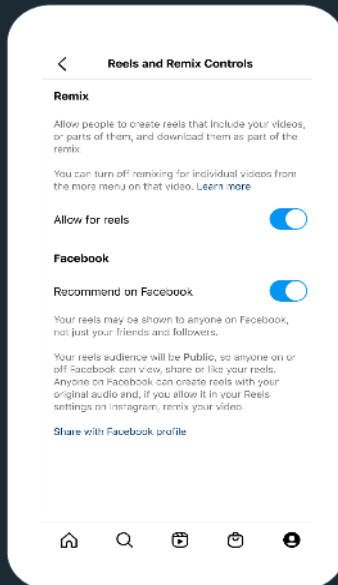 Reels and Remix Controls
Remix
Allow people to create reels that include your videos,
or parts of them, and download them as part of the
remix.
You can turn off remixing for individual videos from
the more menu on that video. Learn more
Allow for reels
Facebook
Recommend on Facebook
Your reels may be shown to anyone on Facebook,
not just your friends and followers.
Your reels audience will be Public, so anyone on or
off Facebook can view, share or like your reels.
Anyone on Facebook can create reels with your
original audio and, if you allow it in your Reels
settings on Instagram, remix your video.
Share with Facebook profile